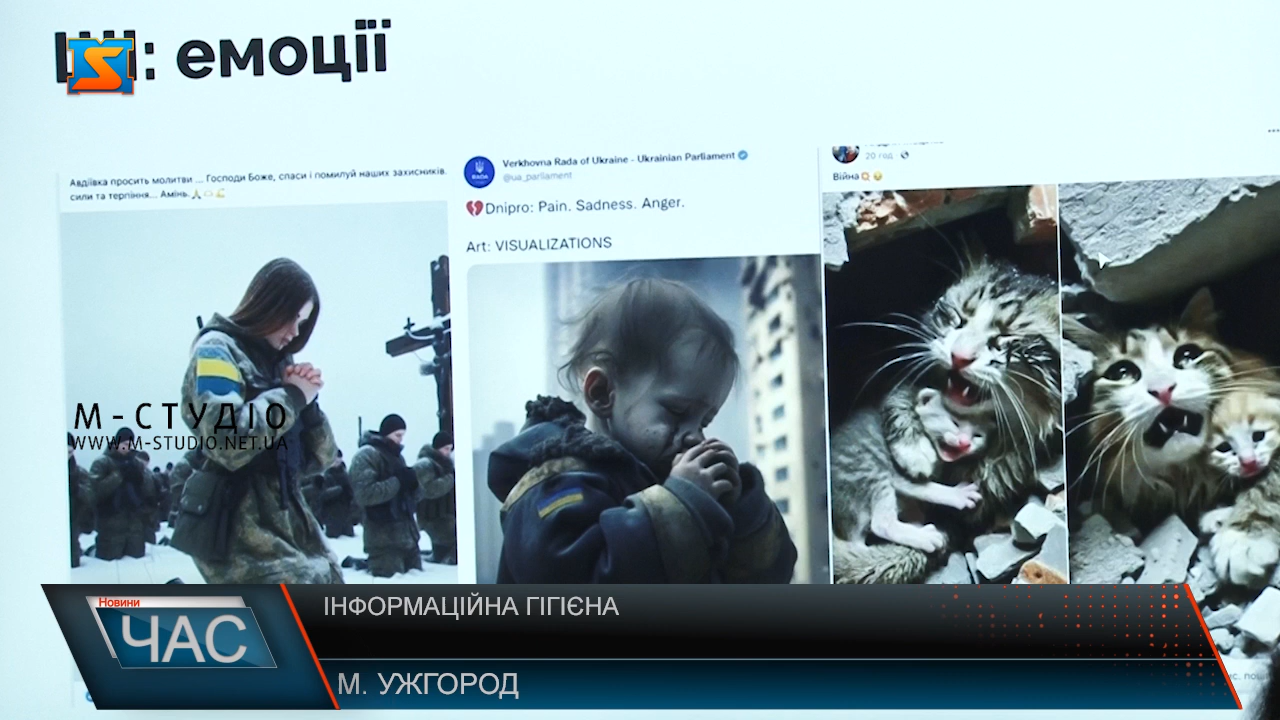 ШІ: емоції
Авдіївка просить молитви ... Господи Боже, спаси і помилуй наших захисників.
сили та терпіння... Амінь.
Verkhovna Rada of Ukraine - Ukrainian Parliament
@ua_parliament
Dnipro: Pain. Sadness. Anger.
Art: VISUALIZATIONS
20 год
Війна
М-СТУДІО
WWW.M-STUDIO.NET.UA
Новини
ЧАС
ІНФОРМАЦІЙНА ГІГІЄНА
М. УЖГОРОД